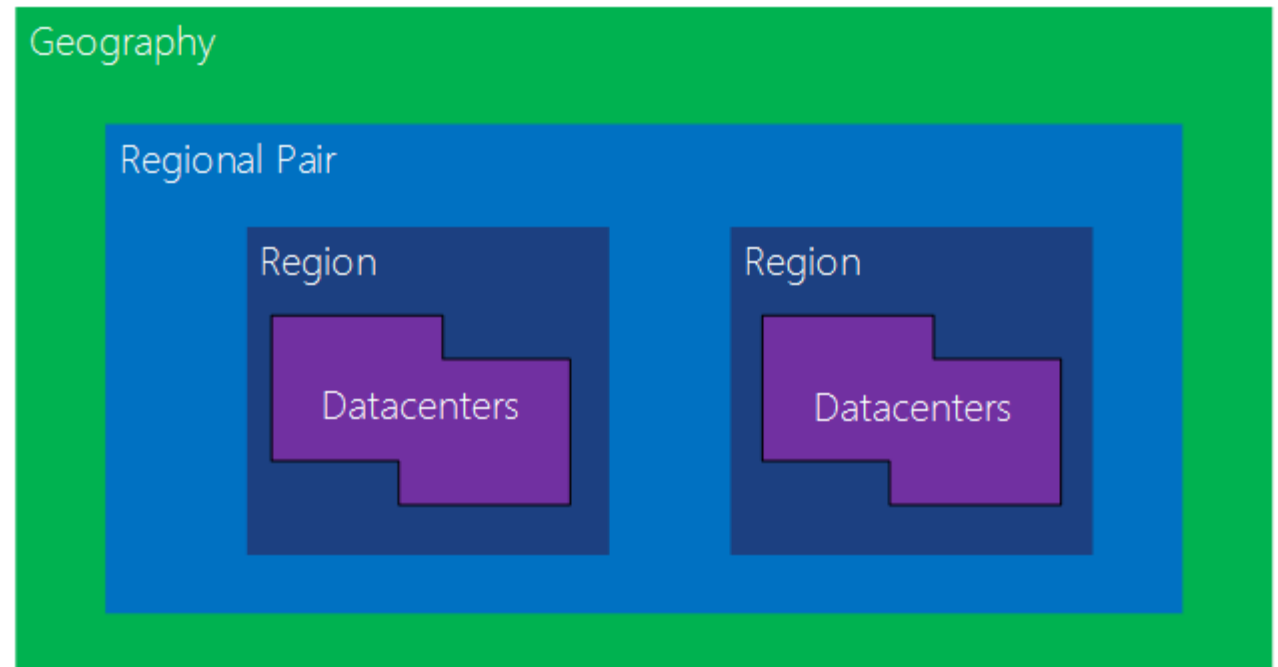 Geography
Regional Pair
Region
Region
Datacenters
Datacenters